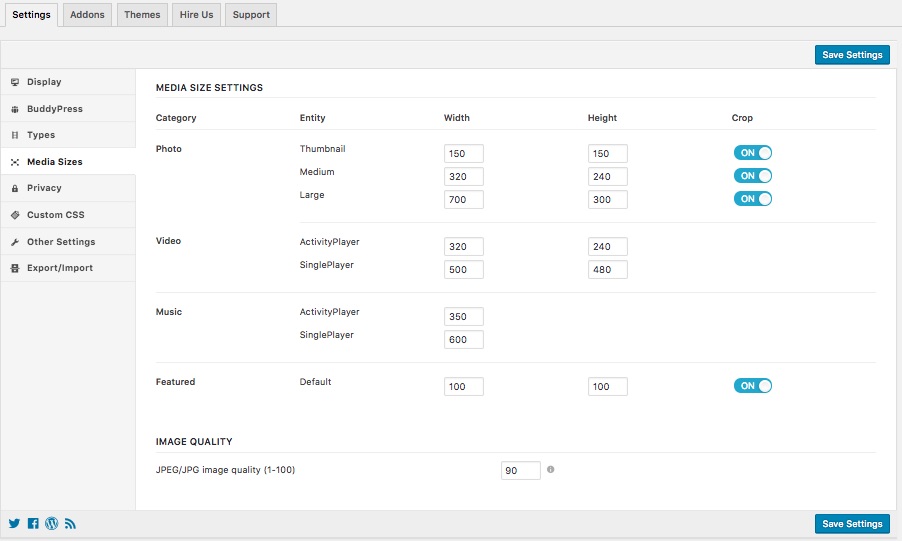 Settings Addons Themes Hire Us Support
Save Settings
Display
BuddyPress
Types
Media Sizes
Privacy
Custom CSS
Other Settings
Export/Import
MEDIA SIZE SETTINGS
Category Entity Width Height Crop
Photo Thumbnail 150 150 ON
Medium 320 240 ON
Large 700 300 ON
Video ActivityPlayer 320 240
SinglePlayer 500 480
Music ActivityPlayer 350
SinglePlayer 600
Featured Default 100 100 ON
IMAGE QUALITY
JPEG/JPG image quality (1-100) 90
Save Settings